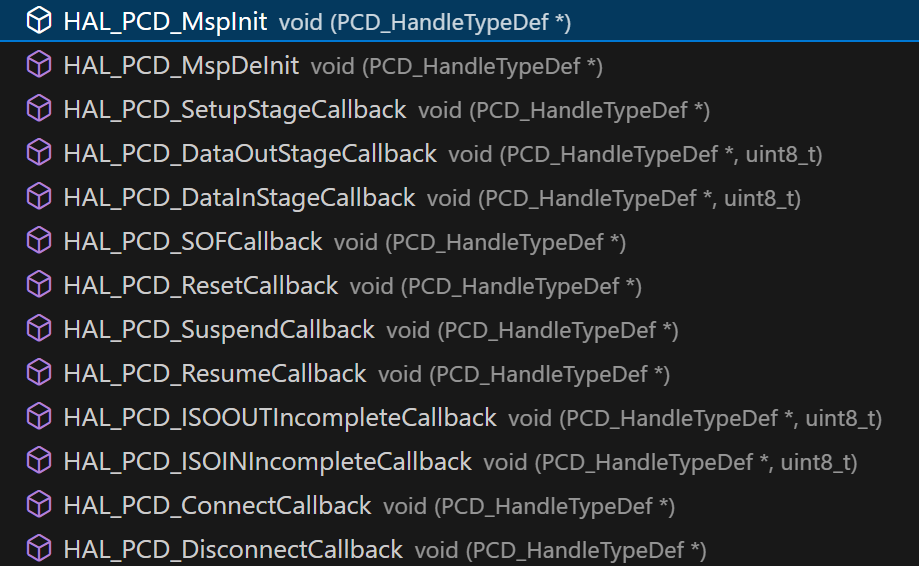 HAL_PCD_MspInit void (PCD_HandleTypeDef *)
HAL_PCD_MspDeInit void (PCD_HandleTypeDef *)
HAL_PCD_SetupStageCallback void (PCD_HandleTypeDef *)
HAL_PCD_DataOutStageCallback void (PCD_HandleTypeDef *, uint8_t)
HAL_PCD_DataInStageCallback void (PCD_HandleTypeDef *, uint8_t)
HAL_PCD_SOFCallback void (PCD_HandleTypeDef *)
HAL_PCD_ResetCallback void (PCD_HandleTypeDef *)
HAL_PCD_SuspendCallback void (PCD_HandleTypeDef *)
HAL_PCD_ResumeCallback void (PCD_HandleTypeDef *)
HAL_PCD_ISOOUTIncompleteCallback void (PCD_HandleTypeDef *, uint8_t)
HAL_PCD_ISOINIncompleteCallback void (PCD_HandleTypeDef *, uint8_t)
HAL_PCD_ConnectCallback void (PCD_HandleTypeDef *)
HAL_PCD_DisconnectCallback void (PCD_HandleTypeDef *)